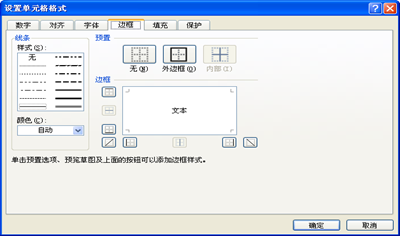 设置单元格格式
数字 对齐 字体 边框 填充 保护
线条
样式(S):
无
颜色(C):
自动
预置
无(N) 外边框(O) 内部(I)
边框
文本
单击预置选项、预览草图及上面的按钮可以添加边框样式。
确定 取消